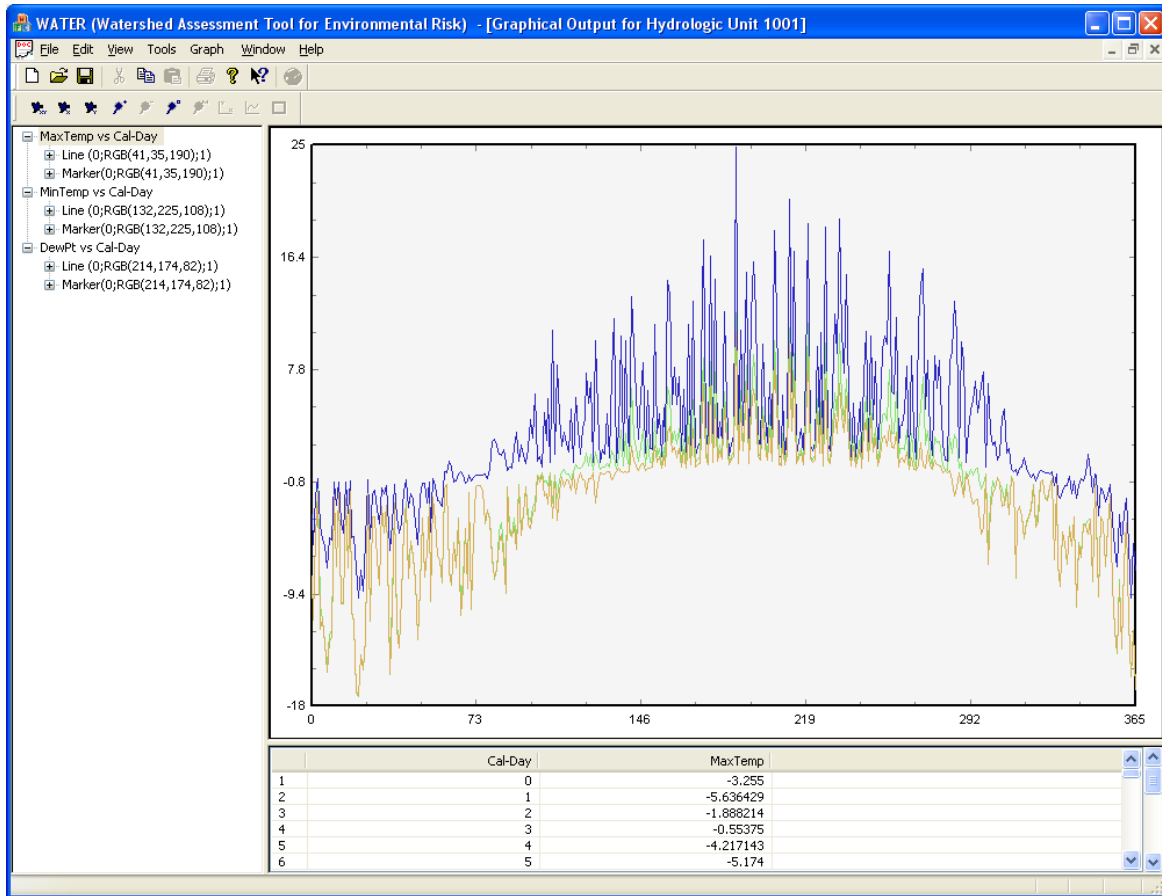 WATER (Watershed Assessment Tool for Environmental Risk) - [Graphical Output for Hydrologic Unit 1001]
File Edit View Tools Graph Window Help
MaxTemp vs Cal-Day
Line (0;RGB(41,35,190);1)
Marker(0;RGB(41,35,190);1)
MinTemp vs Cal-Day
Line (0;RGB(132,225,108);1)
Marker(0;RGB(132,225,108);1)
DewPt vs Cal-Day
Line (0;RGB(214,174,82);1)
Marker(0;RGB(214,174,82);1)
25
16.4
7.8
-0.8
-9.4
-18
0 73 146 219 292 365
Cal-Day MaxTemp
1 0 -3.255
2 1 -5.636429
3 2 -1.888214
4 3 -0.55375
5 4 -4.217143
6 5 -5.174